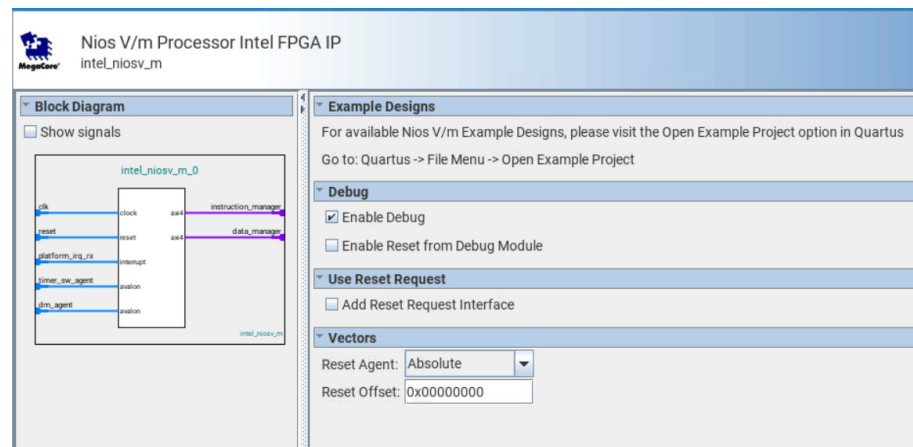 Nios V/m Processor Intel FPGA IP
intel_niosv_m
MegaCore'
Block Diagram
Show signals
intel_niosv_m_0
clk
clock
axi4
instruction_manager
reset
reset
axi4
data_manager
platform_irq_rx
interrupt
timer_sw_agent
avalon
dm_agent
avalon
intel_niosv_m
Example Designs
For available Nios V/m Example Designs, please visit the Open Example Project option in Quartus
Go to: Quartus -> File Menu -> Open Example Project
Debug
Enable Debug
Enable Reset from Debug Module
Use Reset Request
Add Reset Request Interface
Vectors
Reset Agent: Absolute
Reset Offset: 0x00000000